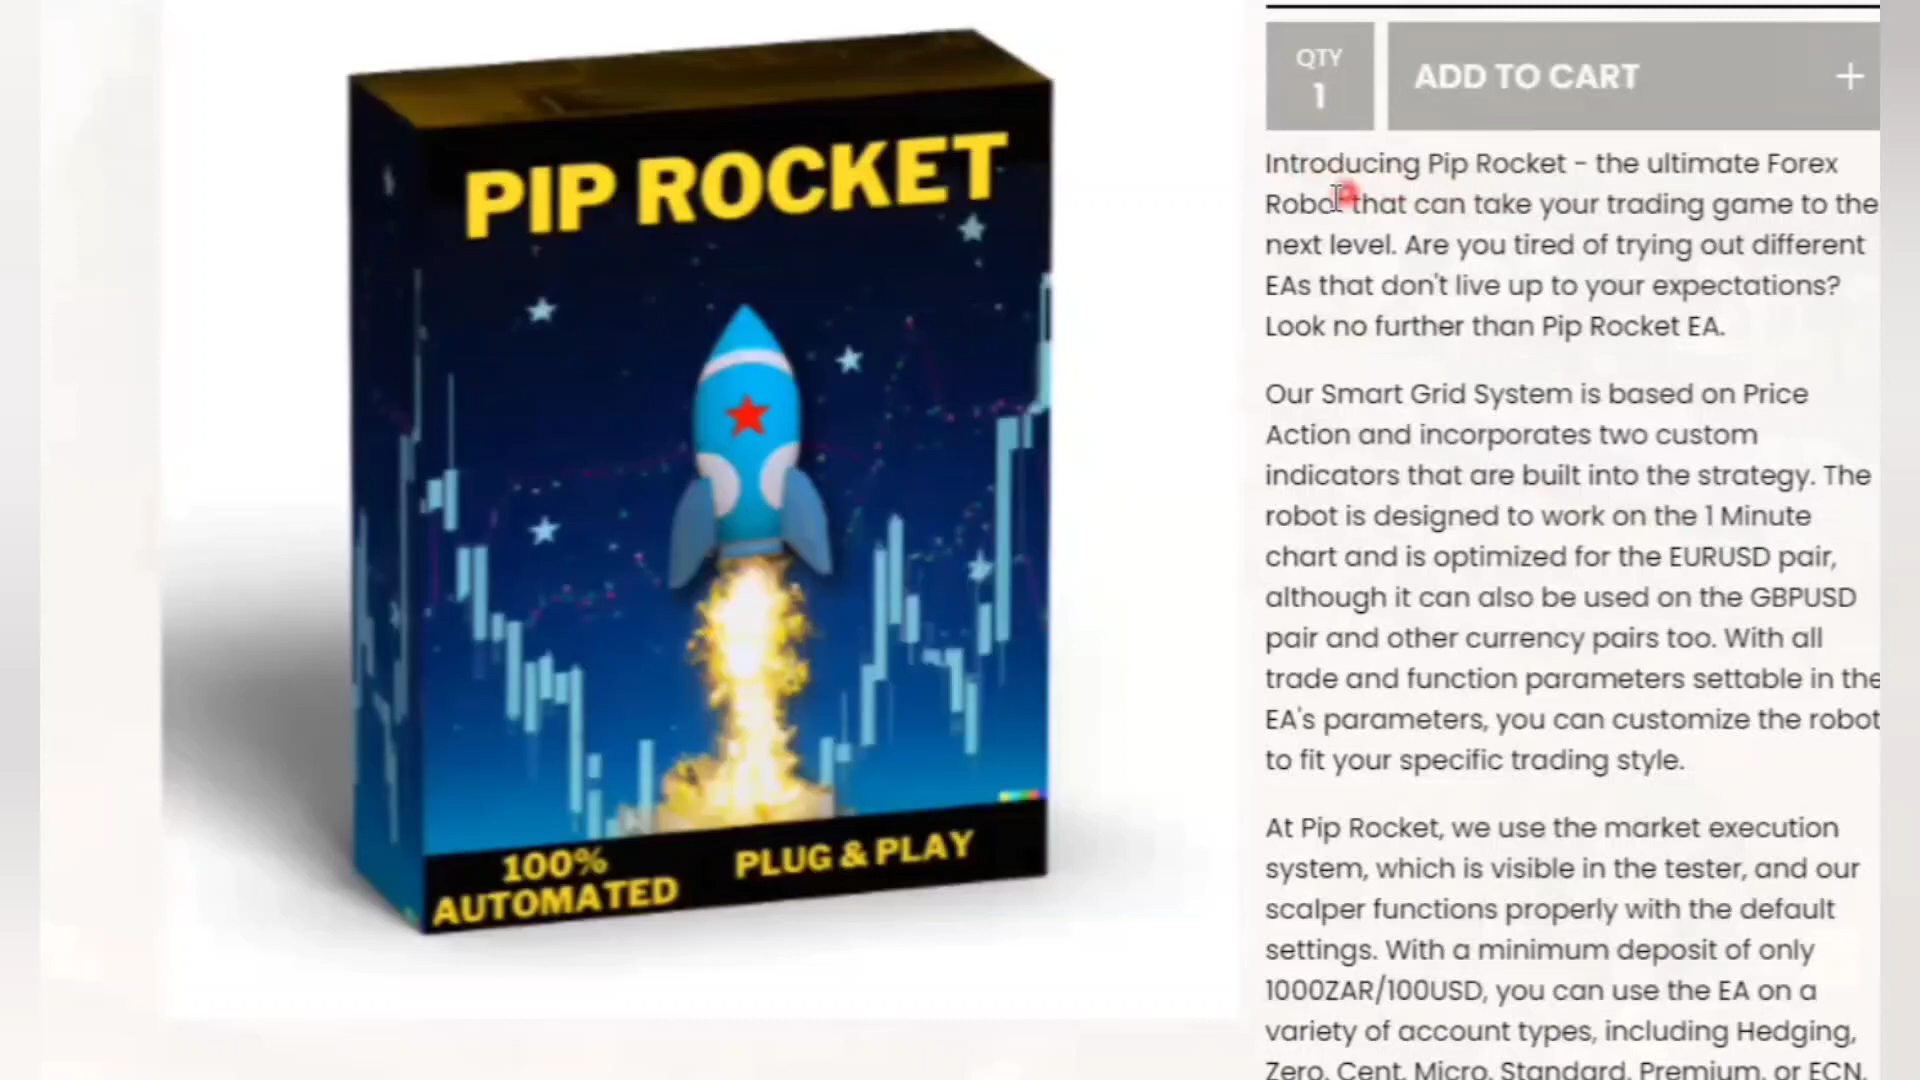 PIP ROCKET
100%
AUTOMATED
PLUG & PLAY
QTY
1
ADD TO CART +
Introducing Pip Rocket - the ultimate Forex
Robot that can take your trading game to the
next level. Are you tired of trying out different
EAs that don't live up to your expectations?
Look no further than Pip Rocket EA.
Our Smart Grid System is based on Price
Action and incorporates two custom
indicators that are built into the strategy. The
robot is designed to work on the 1 Minute
chart and is optimized for the EURUSD pair,
although it can also be used on the GBPUSD
pair and other currency pairs too. With all
trade and function parameters settable in the
EA's parameters, you can customize the robot
to fit your specific trading style.
At Pip Rocket, we use the market execution
system, which is visible in the tester, and our
scalper functions properly with the default
settings. With a minimum deposit of only
1000ZAR/100USD, you can use the EA on a
variety of account types, including Hedging,
Zero, Cent, Micro, Standard, Premium, or ECN.